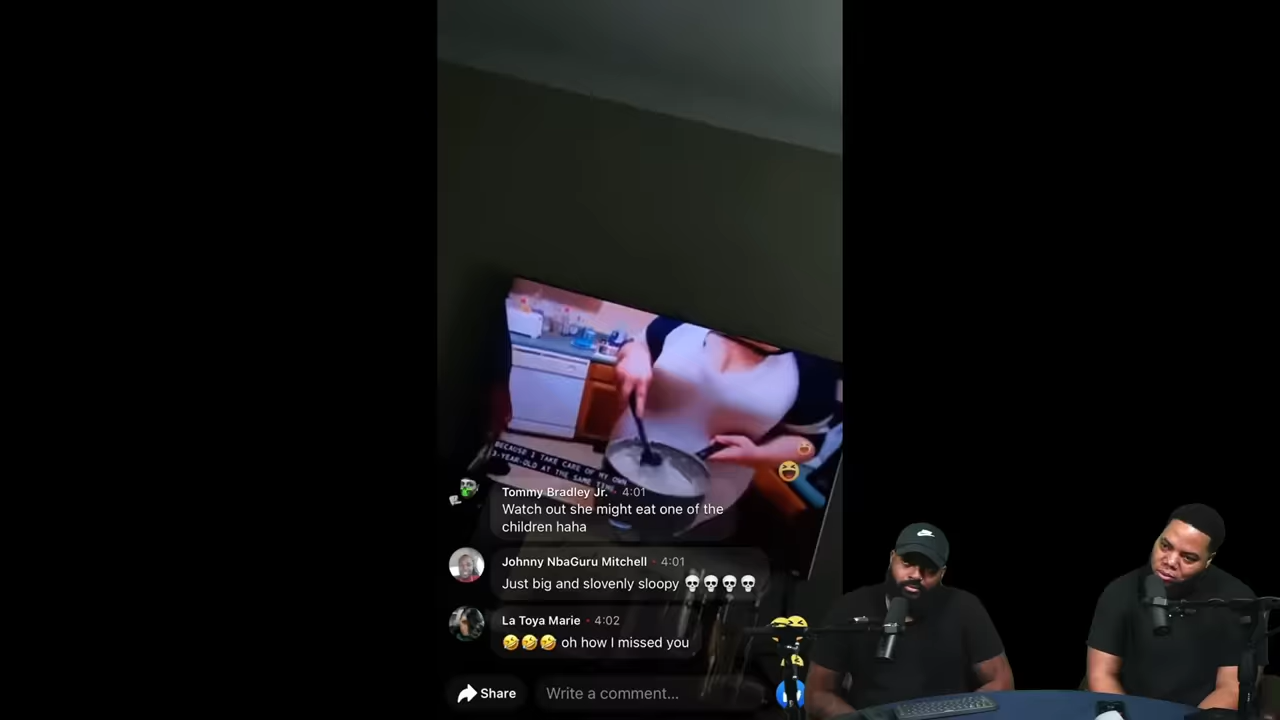 BECAUSE I TAKE CARE OF MY OWN
3-YEAR-OLD AT THE SAME TIME.
Tommy Bradley Jr. · 4:01
Watch out she might eat one of the
children haha
Johnny NbaGuru Mitchell · 4:01
Just big and slovenly sloopy 💀💀💀💀
La Toya Marie · 4:02
🤣🤣🤣 oh how I missed you
Share
Write a comment...